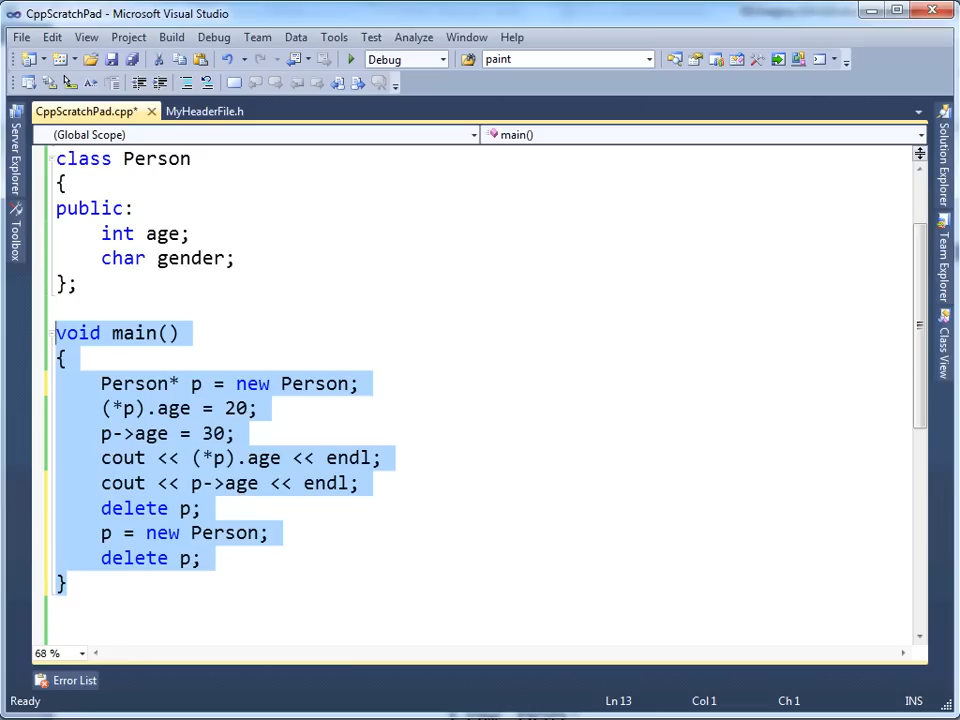 CppScratchPad - Microsoft Visual Studio
File Edit View Project Build Debug Team Data Tools Test Analyze Window Help
Debug paint
CppScratchPad.cpp* MyHeaderFile.h
(Global Scope) main()
class Person
{
public:
int age;
char gender;
};
void main()
{
Person* p = new Person;
(*p).age = 20;
p->age = 30;
cout << (*p).age << endl;
cout << p->age << endl;
delete p;
p = new Person;
delete p;
}
68 %
Error List
Ready Ln 13 Col 1 Ch 1 INS
Server Explorer
Toolbox
Solution Explorer
Team Explorer
Class View